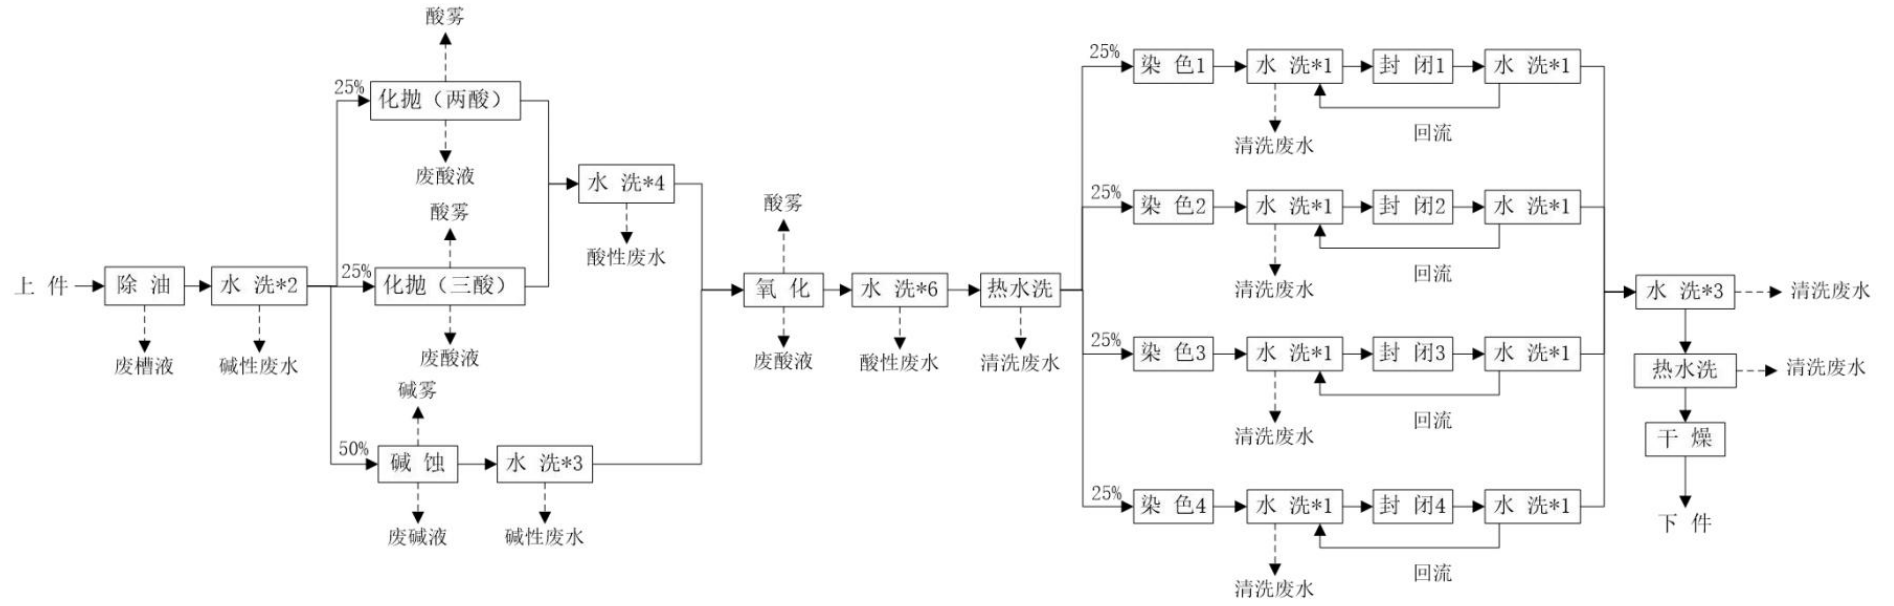 上 件
除 油
废槽液
水 洗*2
碱性废水
25%
酸雾
化抛（两酸）
废酸液
25%
酸雾
化抛（三酸）
废酸液
50%
碱雾
碱 蚀
废碱液
水 洗*3
碱性废水
水 洗*4
酸性废水
酸雾
氧 化
废酸液
水 洗*6
酸性废水
热水洗
清洗废水
25%
染 色1
水 洗*1
封 闭1
水 洗*1
回流
清洗废水
25%
染 色2
水 洗*1
封 闭2
水 洗*1
回流
清洗废水
25%
染 色3
水 洗*1
封 闭3
水 洗*1
回流
清洗废水
25%
染 色4
水 洗*1
封 闭4
水 洗*1
回流
清洗废水
水 洗*3
清洗废水
热水洗
清洗废水
干 燥
下 件